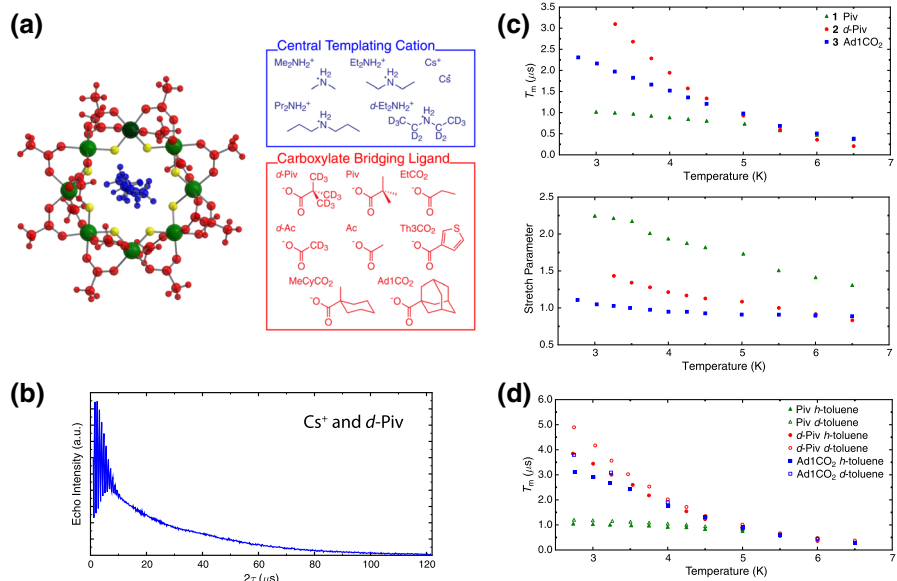 (a)
Central Templating Cation
Me2NH2+ Et2NH2+ Cs+
H2 N H2 N Cs+
Pr2NH2+ d-Et2NH2+
H2 N H2 N
D3C CD3
C D2 C D2
Carboxylate Bridging Ligand
d-Piv Piv EtCO2
-O O CD3 CD3 CD3 -O O -O O
d-Ac Ac Th3CO2
-O O CD3 -O O -O O S
MeCyCO2 Ad1CO2
-O O -O O
(b)
Cs+ and d-Piv
Echo Intensity (a.u.)
0 20 40 60 80 100 120
2τ (μs)
(c)
3.5
3.0
2.5
2.0
1.5
1.0
0.5
0.0
Tm (μs)
1 Piv
2 d-Piv
3 Ad1CO2
3 4 5 6 7
Temperature (K)
2.5
2.0
1.5
1.0
0.5
Stretch Parameter
3 4 5 6 7
Temperature (K)
(d)
6.0
5.0
4.0
3.0
2.0
1.0
0.0
Tm (μs)
Piv h-toluene
Piv d-toluene
d-Piv h-toluene
d-Piv d-toluene
Ad1CO2 h-toluene
Ad1CO2 d-toluene
3 4 5 6 7
Temperature (K)